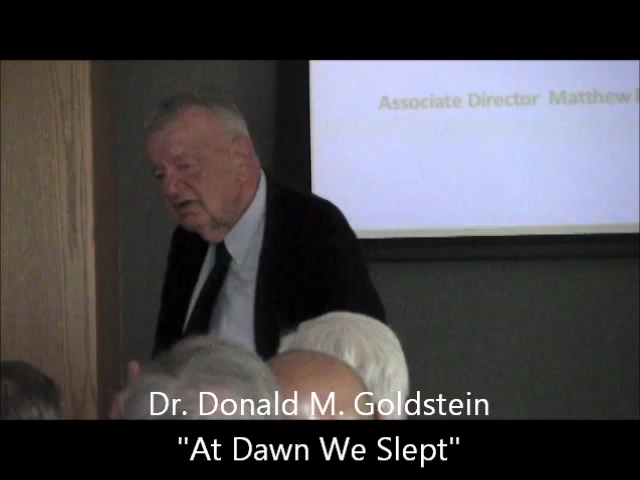 Associate Director Matthew
Dr. Donald M. Goldstein
"At Dawn We Slept"